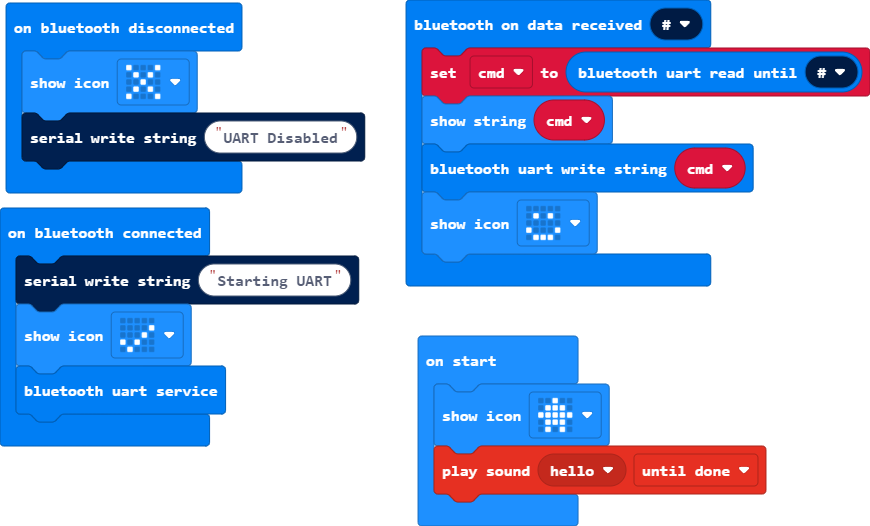 on bluetooth disconnected
show icon
serial write string "UART Disabled"
on bluetooth connected
serial write string "Starting UART"
show icon
bluetooth uart service
bluetooth on data received #
set cmd to bluetooth uart read until #
show string cmd
bluetooth uart write string cmd
show icon
on start
show icon
play sound hello until done